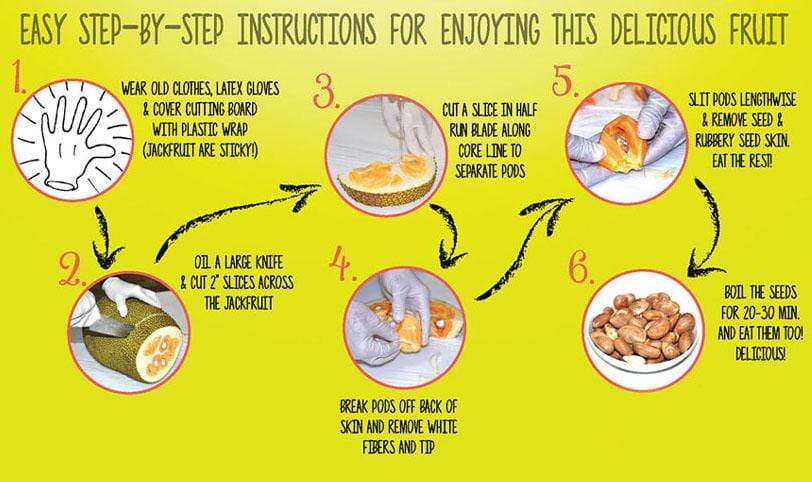 EASY STEP-BY-STEP INSTRUCTIONS FOR ENJOYING THIS DELICIOUS FRUIT
1.
WEAR OLD CLOTHES, LATEX GLOVES
& COVER CUTTING BOARD
WITH PLASTIC WRAP
(JACKFRUIT ARE STICKY!)
2.
OIL A LARGE KNIFE
& CUT 2" SLICES ACROSS
THE JACKFRUIT
3.
CUT A SLICE IN HALF
RUN BLADE ALONG
CORE LINE TO
SEPARATE PODS
4.
BREAK PODS OFF BACK OF
SKIN AND REMOVE WHITE
FIBERS AND TIP
5.
SLIT PODS LENGTHWISE
& REMOVE SEED &
RUBBERY SEED SKIN.
EAT THE REST!
6.
BOIL THE SEEDS
FOR 20-30 MIN.
AND EAT THEM TOO!
DELICIOUS!